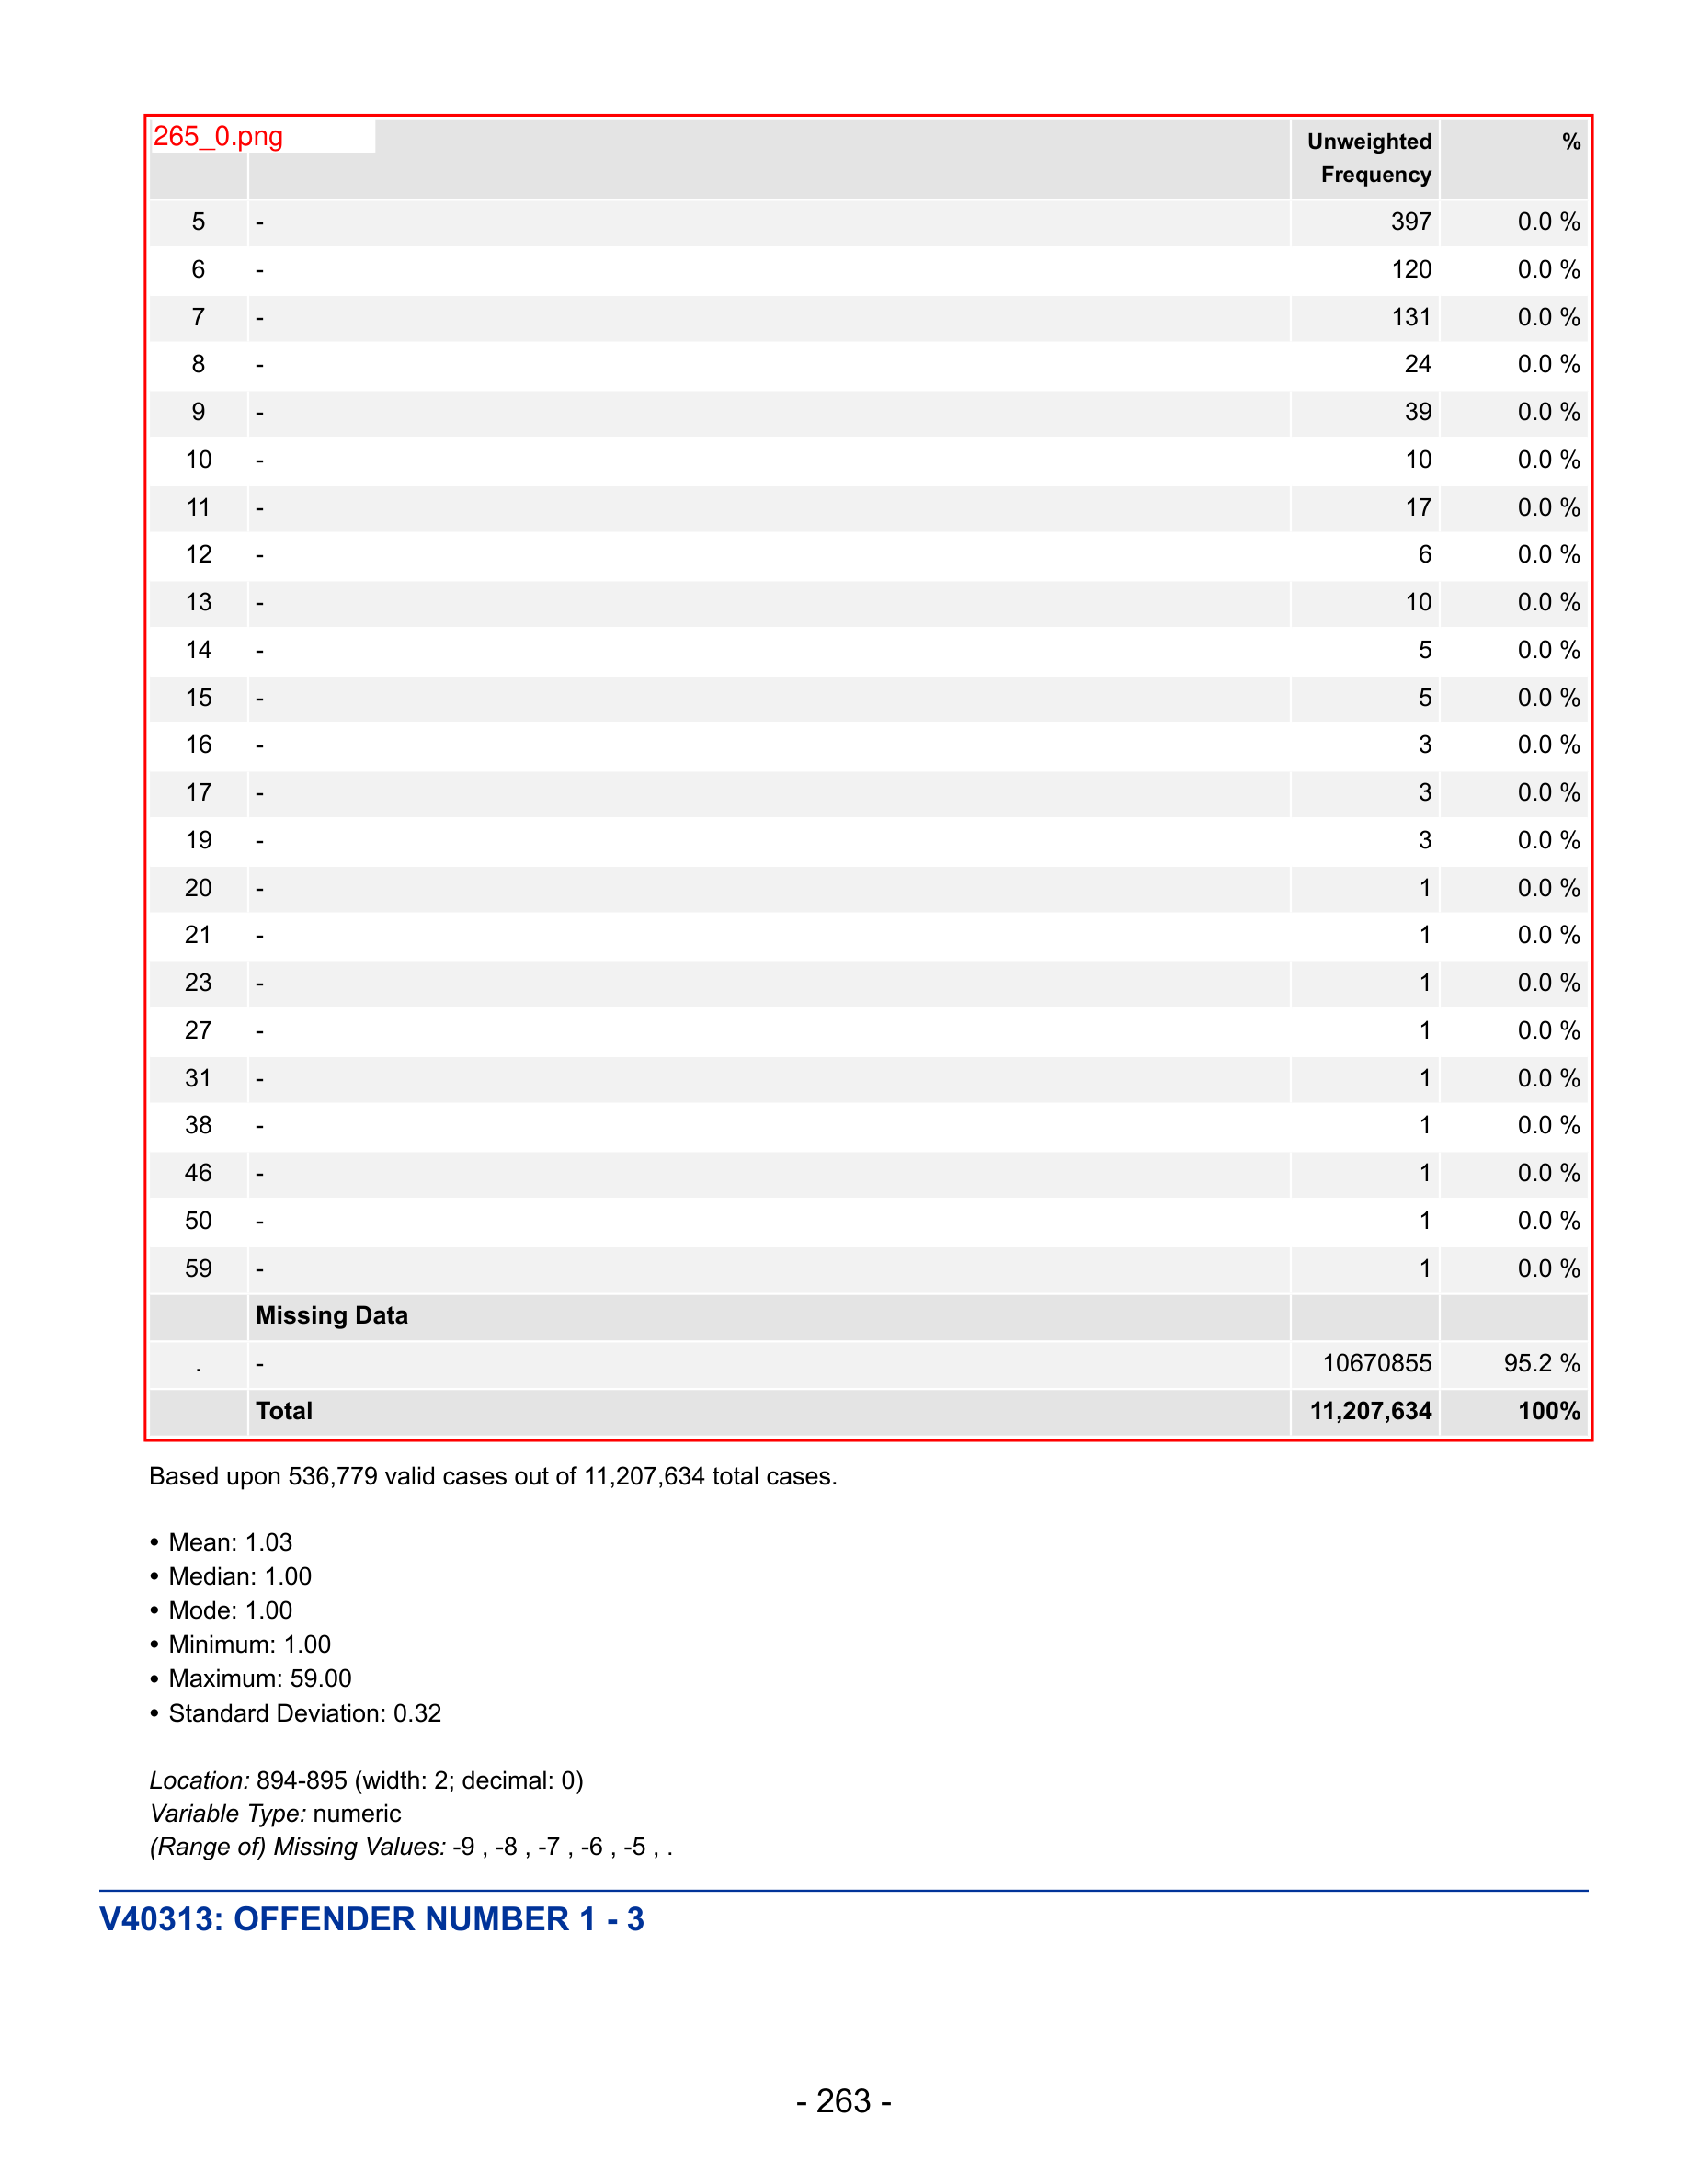 265_0.png
Unweighted Frequency %
5 - 397 0.0 %
6 - 120 0.0 %
7 - 131 0.0 %
8 - 24 0.0 %
9 - 39 0.0 %
10 - 10 0.0 %
11 - 17 0.0 %
12 - 6 0.0 %
13 - 10 0.0 %
14 - 5 0.0 %
15 - 5 0.0 %
16 - 3 0.0 %
17 - 3 0.0 %
19 - 3 0.0 %
20 - 1 0.0 %
21 - 1 0.0 %
23 - 1 0.0 %
27 - 1 0.0 %
31 - 1 0.0 %
38 - 1 0.0 %
46 - 1 0.0 %
50 - 1 0.0 %
59 - 1 0.0 %
Missing Data
. - 10670855 95.2 %
Total 11,207,634 100%
Based upon 536,779 valid cases out of 11,207,634 total cases.
• Mean: 1.03
• Median: 1.00
• Mode: 1.00
• Minimum: 1.00
• Maximum: 59.00
• Standard Deviation: 0.32
Location: 894-895 (width: 2; decimal: 0)
Variable Type: numeric
(Range of) Missing Values: -9 , -8 , -7 , -6 , -5 , .
V40313: OFFENDER NUMBER 1 - 3
- 263 -